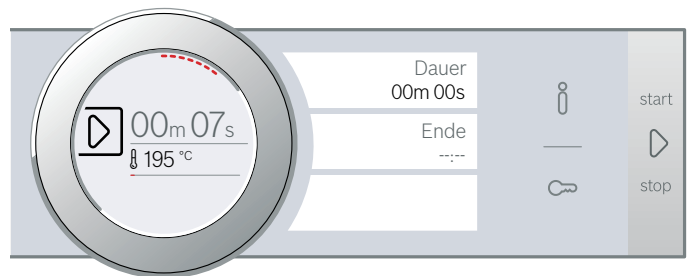 00m 07s
195 °C
Dauer
00m 00s
Ende
--:--
start
stop